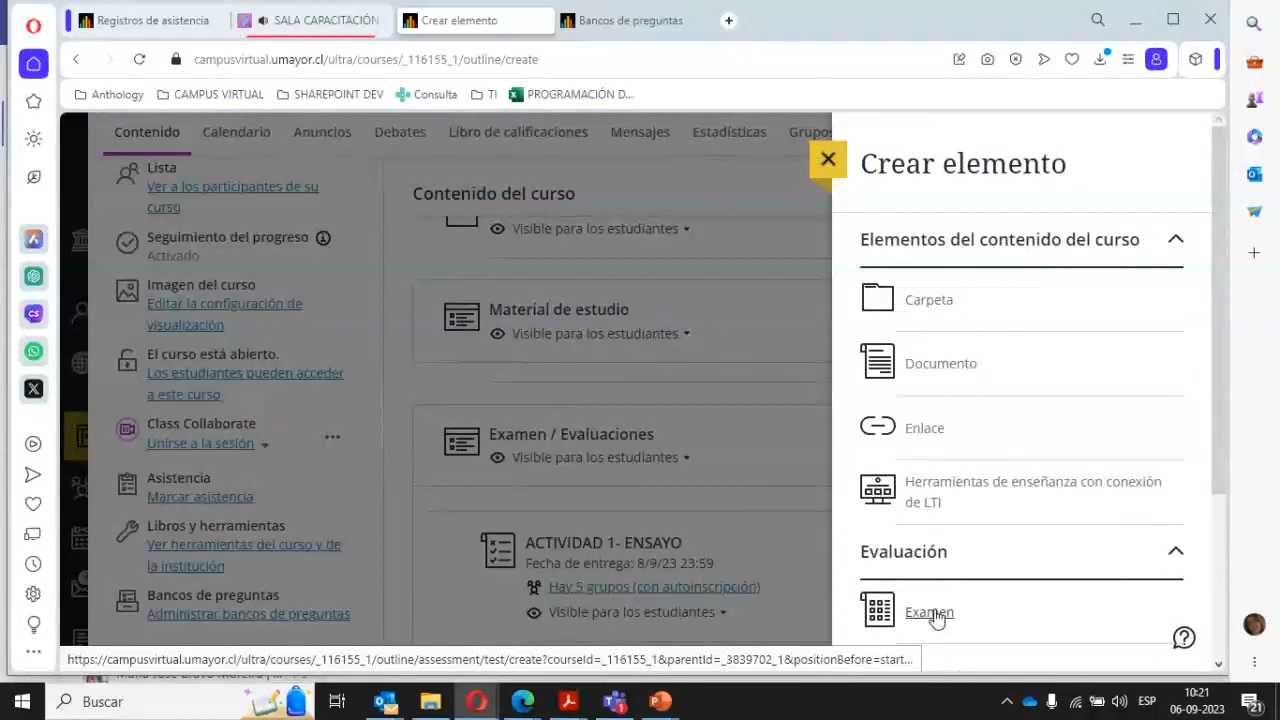 Registros de asistencia
SALA CAPACITACIÓN
Crear elemento
Bancos de preguntas
campusvirtual.umayor.cl/ultra/courses/_116155_1/outline/create
Anthology
CAMPUS VIRTUAL
SHAREPOINT DEV
Consulta
TI
PROGRAMACIÓN D...
Contenido
Calendario
Anuncios
Debates
Libro de calificaciones
Mensajes
Estadísticas
Grupos
Lista
Ver a los participantes de su
curso
Seguimiento del progreso
Activado
Imagen del curso
Editar la configuración de
visualización
El curso está abierto.
Los estudiantes pueden acceder
a este curso
Class Collaborate
Unirse a la sesión
Asistencia
Marcar asistencia
Libros y herramientas
Ver herramientas del curso y de
la institución
Bancos de preguntas
Administrar bancos de preguntas
Contenido del curso
Visible para los estudiantes
Material de estudio
Visible para los estudiantes
Examen / Evaluaciones
Visible para los estudiantes
ACTIVIDAD 1- ENSAYO
Fecha de entrega: 8/9/23 23:59
Hay 5 grupos (con autoinscripción)
Visible para los estudiantes
Crear elemento
Elementos del contenido del curso
Carpeta
Documento
Enlace
Herramientas de enseñanza con conexión
de LTI
Evaluación
Examen
https://campusvirtual.umayor.cl/ultra/courses/_116155_1/outline/assessment/test/create?courseId=_116155_1&parentId=_3839702_1&positionBefore=start...
Buscar
ESP
10:21
06-09-2023
21